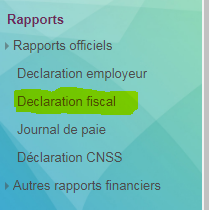 Rapports
Rapports officiels
Declaration employeur
Declaration fiscal
Journal de paie
Déclaration CNSS
Autres rapports financiers